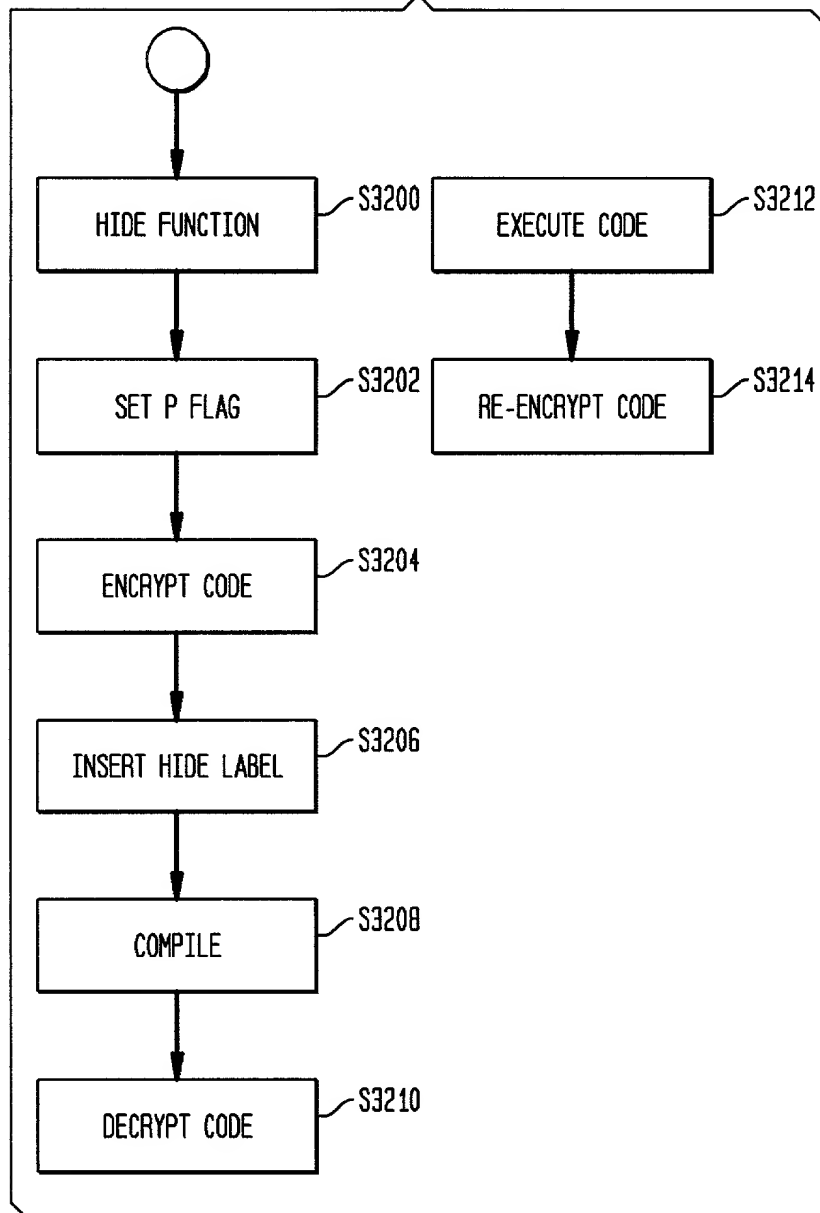 HIDE FUNCTION
S3200
SET P FLAG
S3202
ENCRYPT CODE
S3204
INSERT HIDE LABEL
S3206
COMPILE
S3208
DECRYPT CODE
S3210
EXECUTE CODE
S3212
RE-ENCRYPT CODE
S3214